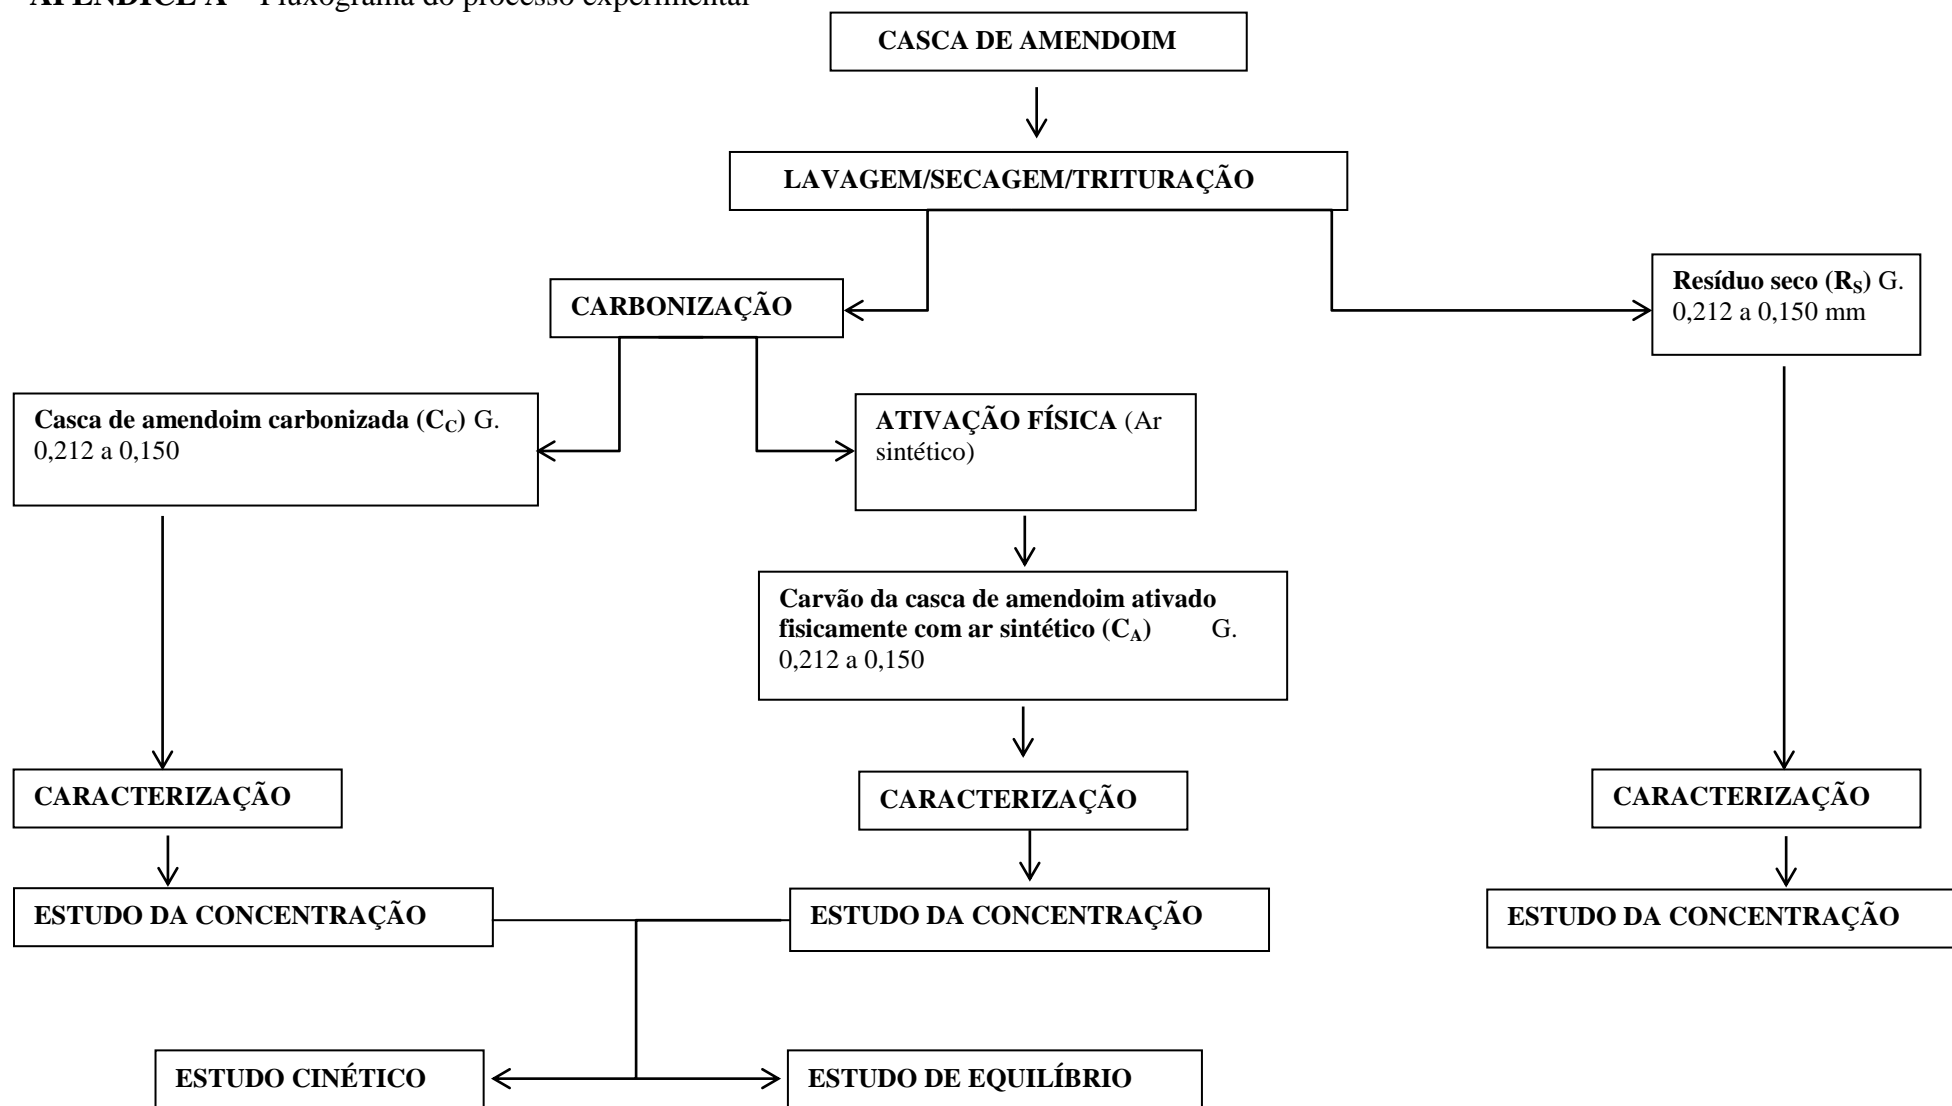 APÊNDICE A – Fluxograma do processo experimental
CASCA DE AMENDOIM
LAVAGEM/SECAGEM/TRITURAÇÃO
CARBONIZAÇÃO
Resíduo seco (RS) G.
0,212 a 0,150 mm
Casca de amendoim carbonizada (CC) G.
0,212 a 0,150
ATIVAÇÃO FÍSICA (Ar
sintético)
Carvão da casca de amendoim ativado
fisicamente com ar sintético (CA) G.
0,212 a 0,150
CARACTERIZAÇÃO
CARACTERIZAÇÃO
CARACTERIZAÇÃO
ESTUDO DA CONCENTRAÇÃO
ESTUDO DA CONCENTRAÇÃO
ESTUDO DA CONCENTRAÇÃO
ESTUDO CINÉTICO
ESTUDO DE EQUILÍBRIO